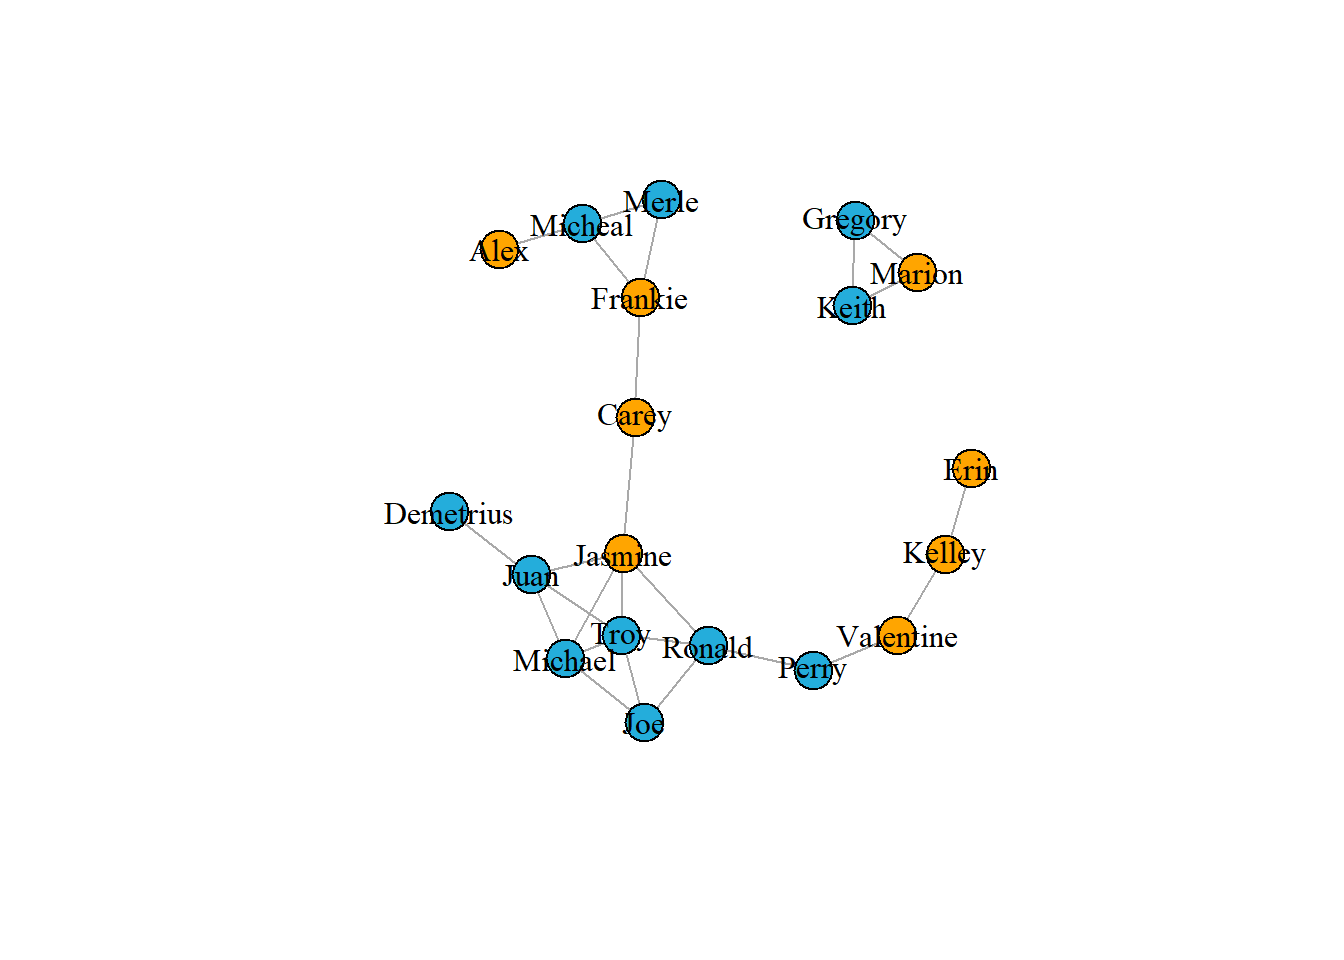 Merle
Gregory
Micheal
Alex
Marion
Frankie
Keith
Carey
Erin
Demetrius
Kelley
Jasmine
Juan
Troy
Valentine
Ronald
Michael
Perry
Joe